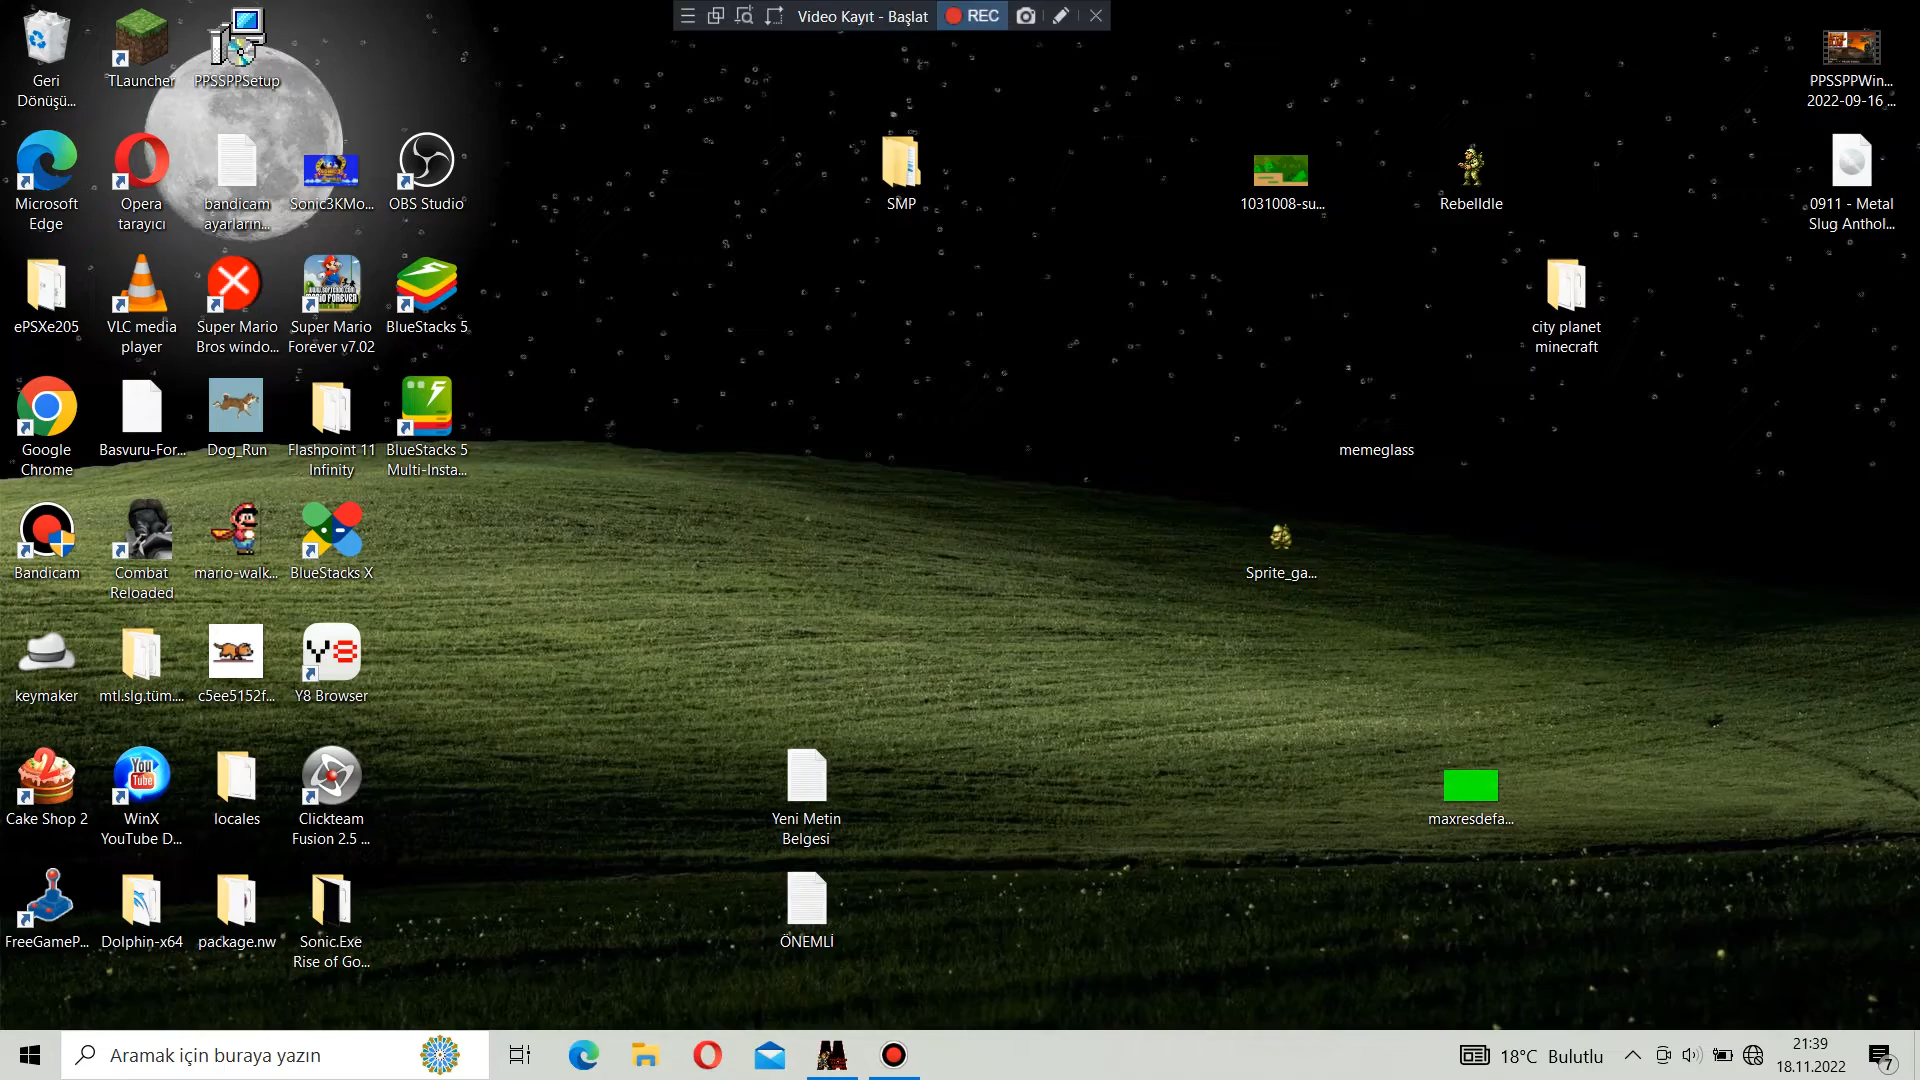 Video Kayıt - Başlat
REC
Geri
Dönüşü...
TLauncher
PPSSPPSetup
PPSSPPWin...
2022-09-16 ...
Microsoft
Edge
Opera
tarayıcı
bandicam
ayarların...
Sonic3KMo...
OBS Studio
SMP
1031008-su...
RebelIdle
0911 - Metal
Slug Anthol...
ePSXe205
VLC media
player
Super Mario
Bros windo...
Super Mario
Forever v7.02
BlueStacks 5
city planet
minecraft
Google
Chrome
Basvuru-For...
Dog_Run
Flashpoint 11
Infinity
BlueStacks 5
Multi-Insta...
memeglass
Bandicam
Combat
Reloaded
mario-walk...
BlueStacks X
Sprite_ga...
keymaker
mtl.slg.tüm....
c5ee5152f...
Y8
Y8 Browser
Cake Shop 2
You
Tube
WinX
YouTube D...
locales
Clickteam
Fusion 2.5 ...
Yeni Metin
Belgesi
maxresdefa...
FreeGameP...
Dolphin-x64
package.nw
Sonic.Exe
Rise of Go...
ÖNEMLİ
Aramak için buraya yazın
18°C Bulutlu
21:39
18.11.2022
7